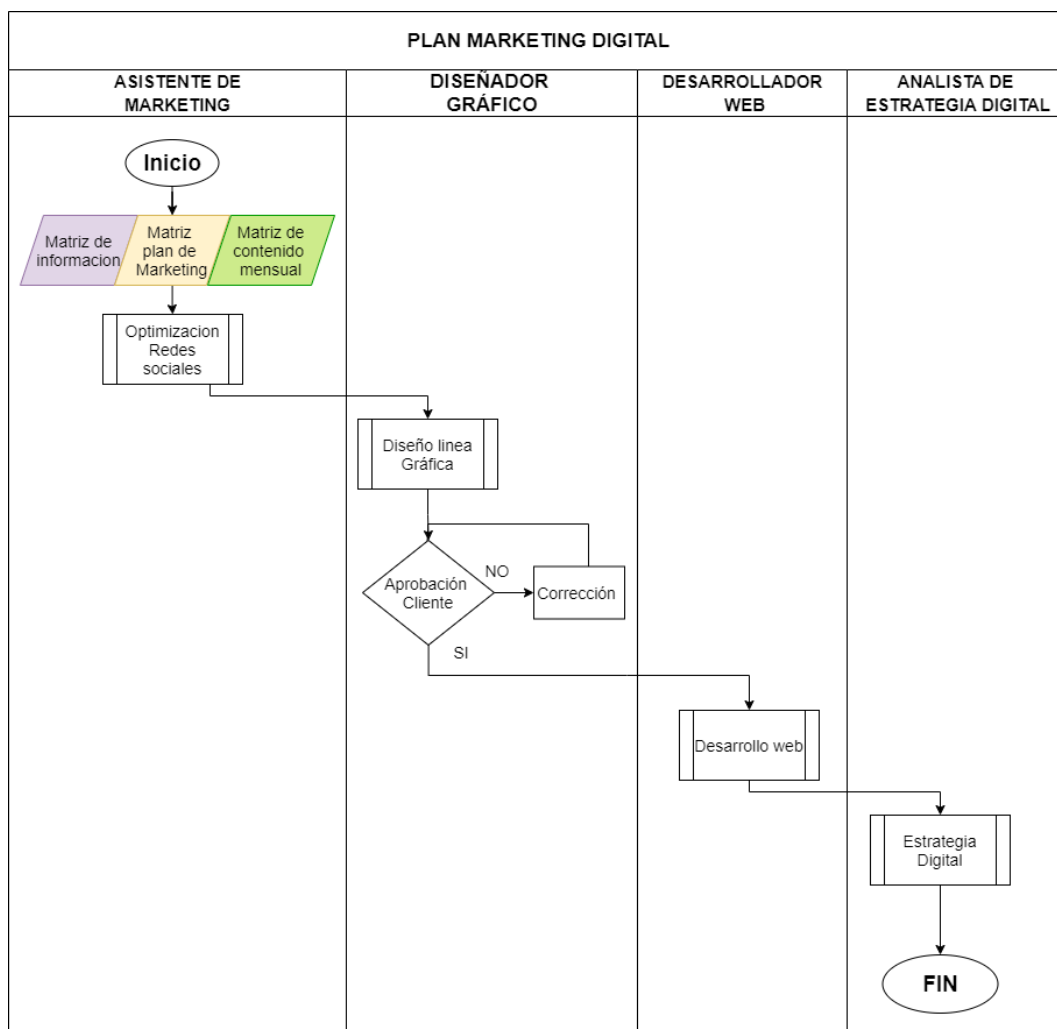 PLAN MARKETING DIGITAL
ASISTENTE DE
MARKETING
DISEÑADOR
GRÁFICO
DESARROLLADOR
WEB
ANALISTA DE
ESTRATEGIA DIGITAL
Inicio
Matriz de
informacion
Matriz
plan de
Marketing
Matriz de
contenido
mensual
Optimizacion
Redes
sociales
Diseño linea
Gráfica
Aprobación
Cliente
NO
Corrección
SI
Desarrollo web
Estrategia
Digital
FIN